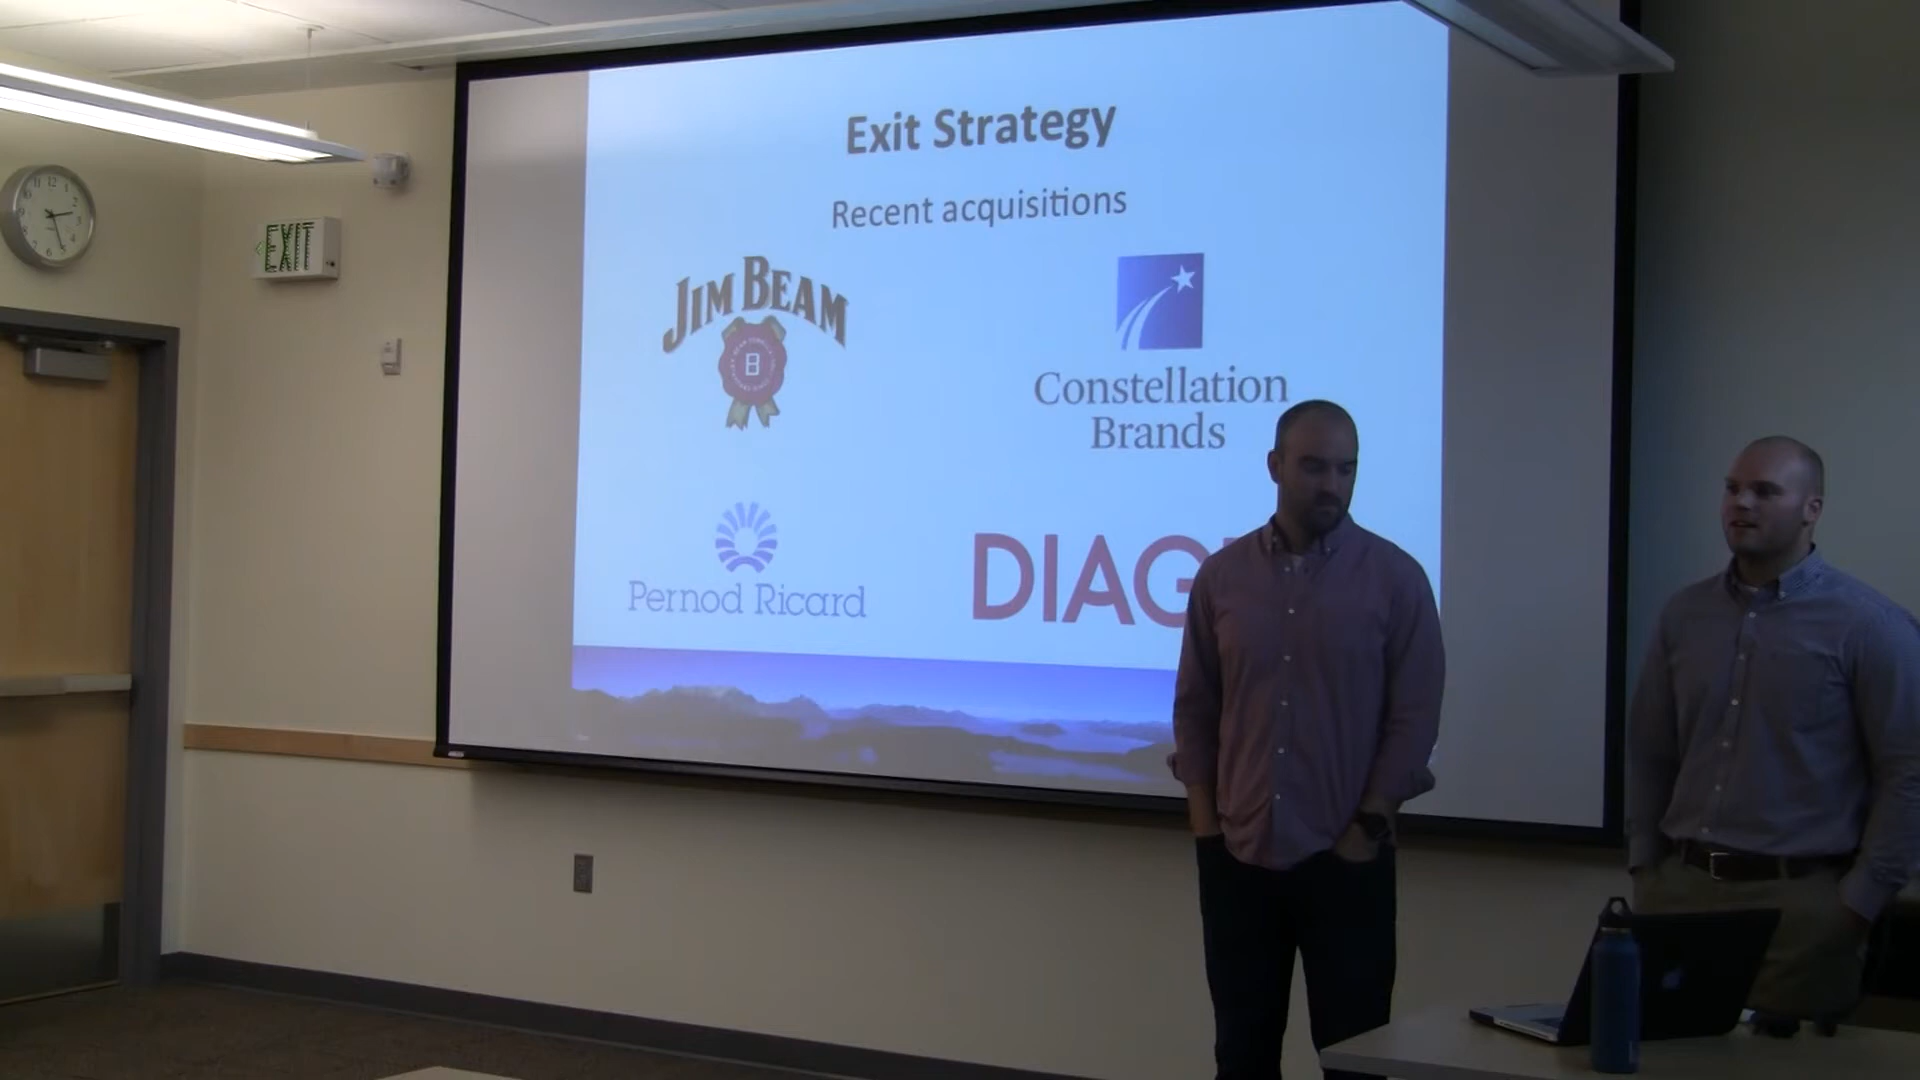 EXIT
Exit Strategy
Recent acquisitions
JIM BEAM
B
Constellation
Brands
Pernod Ricard
DIAG